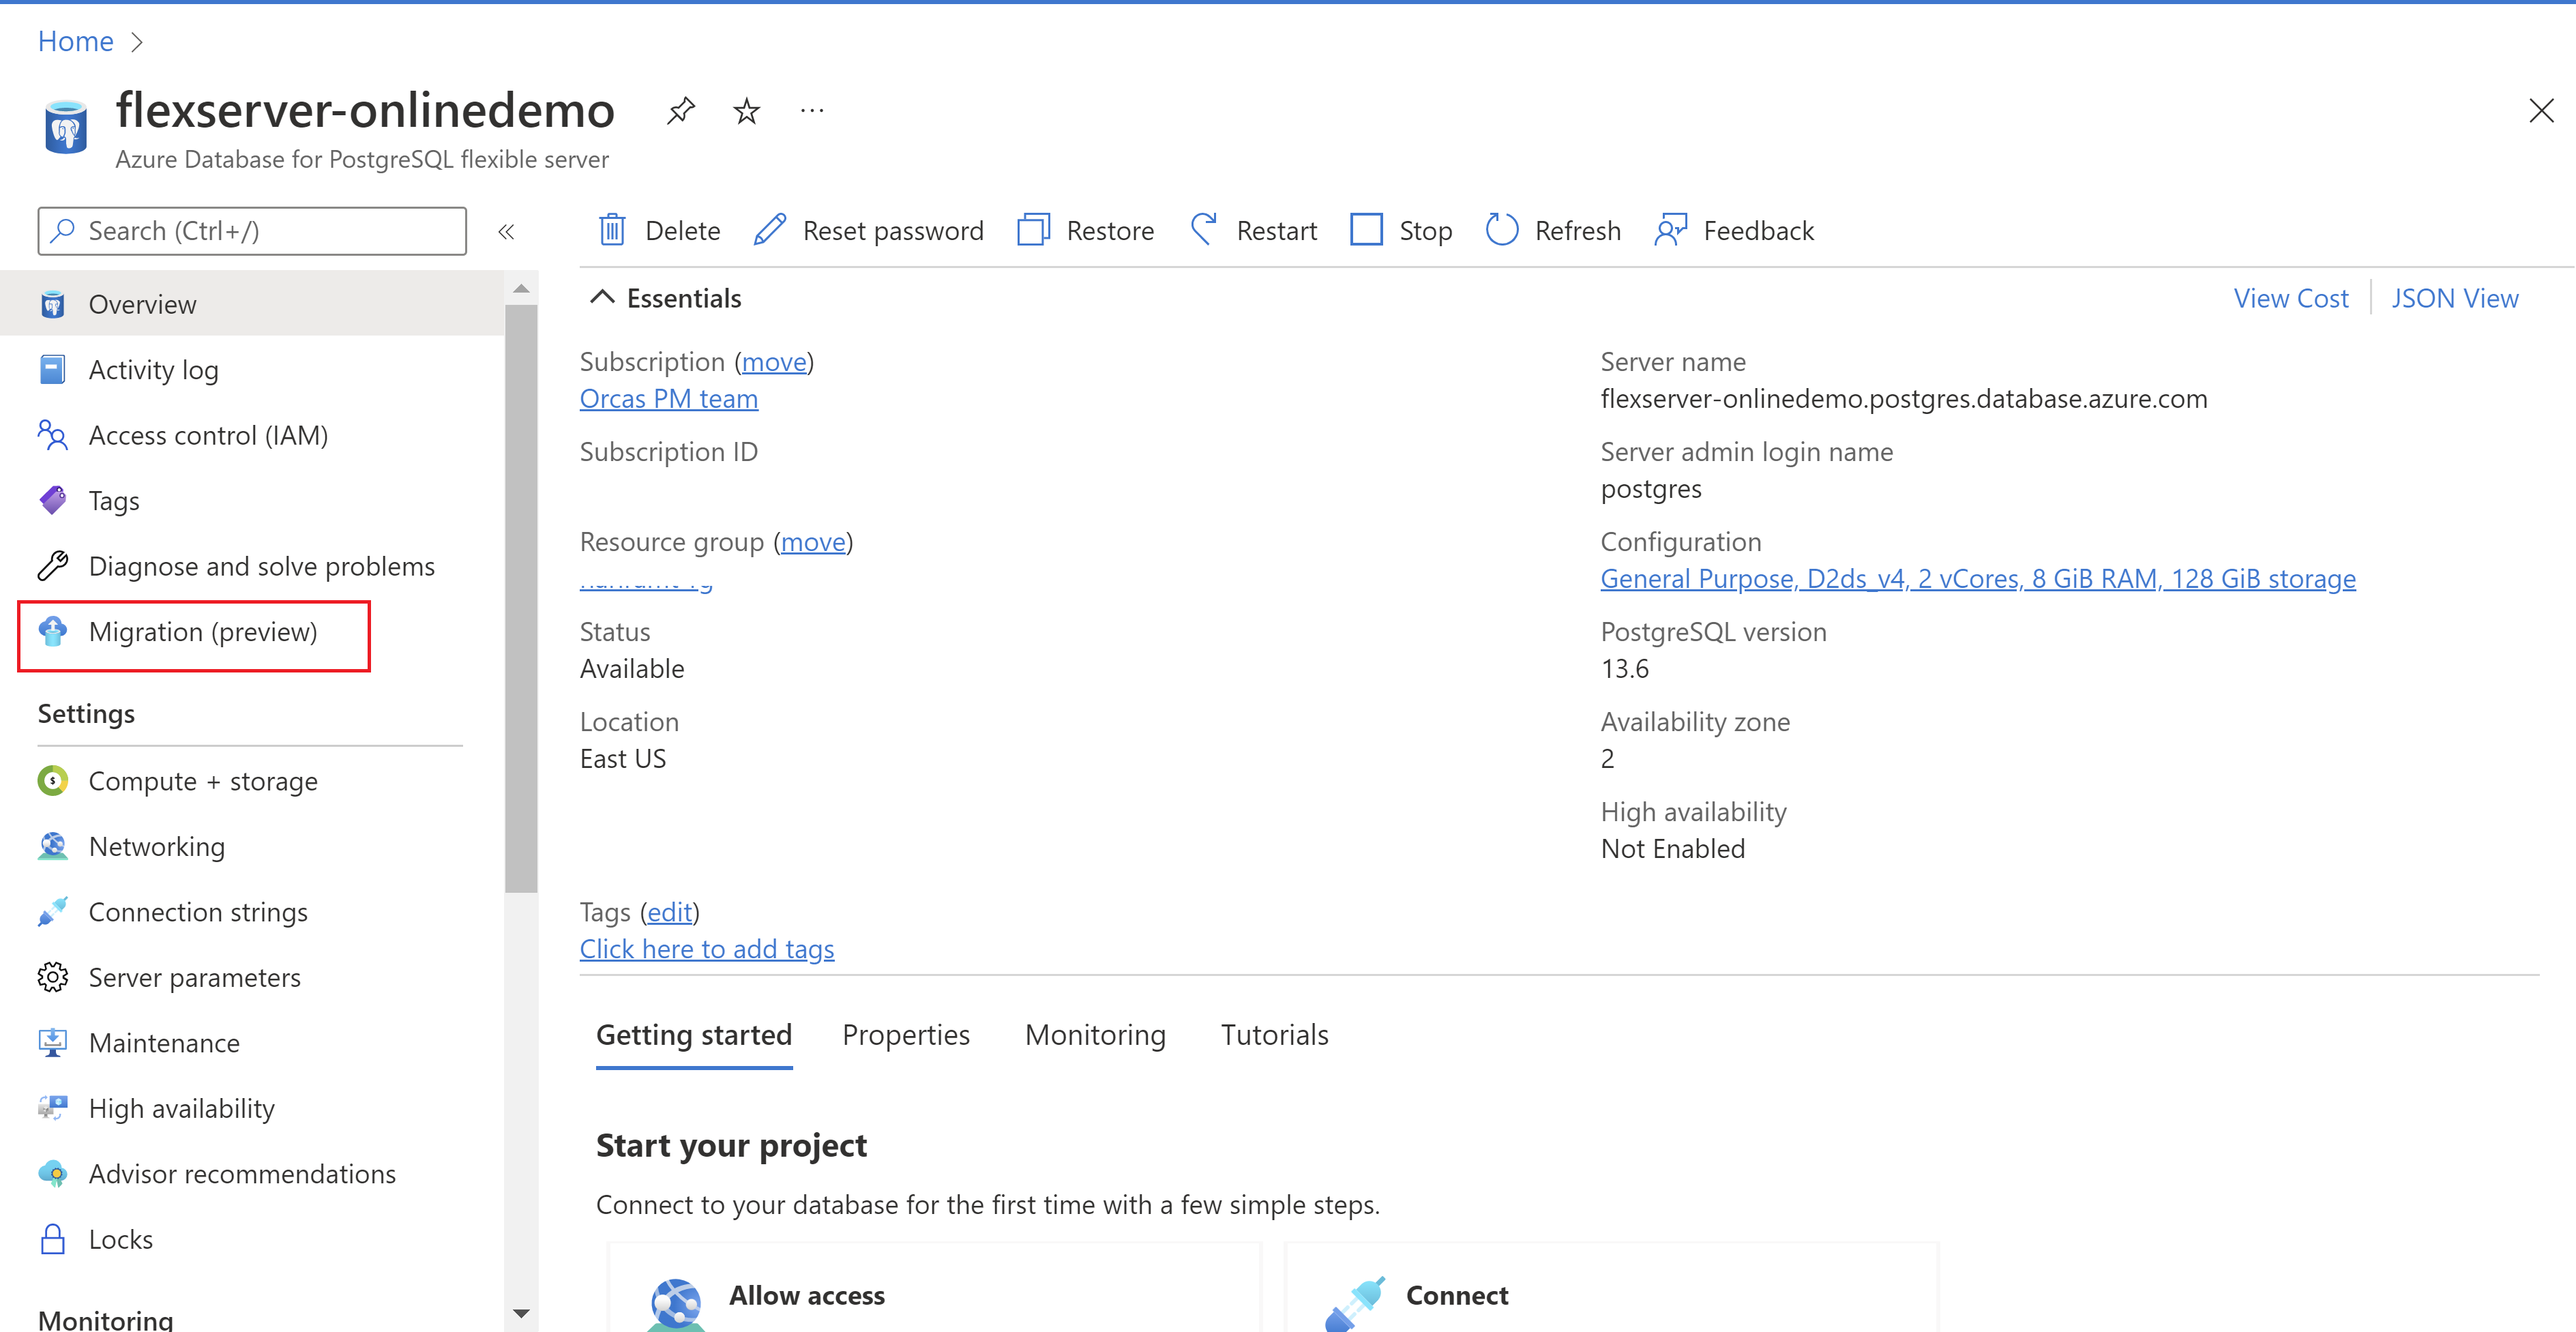 Home
flexserver-onlinedemo
Azure Database for PostgreSQL flexible server
Search (Ctrl+/)
Overview
Activity log
Access control (IAM)
Tags
Diagnose and solve problems
Migration (preview)
Settings
Compute + storage
Networking
Connection strings
Server parameters
Maintenance
High availability
Advisor recommendations
Locks
Monitoring
Delete
Reset password
Restore
Restart
Stop
Refresh
Feedback
Essentials
View Cost
JSON View
Subscription (move)
Orcas PM team
Subscription ID
Resource group (move)
Status
Available
Location
East US
Server name
flexserver-onlinedemo.postgres.database.azure.com
Server admin login name
postgres
Configuration
General Purpose, D2ds_v4, 2 vCores, 8 GiB RAM, 128 GiB storage
PostgreSQL version
13.6
Availability zone
2
High availability
Not Enabled
Tags (edit)
Click here to add tags
Getting started
Properties
Monitoring
Tutorials
Start your project
Connect to your database for the first time with a few simple steps.
Allow access
Connect